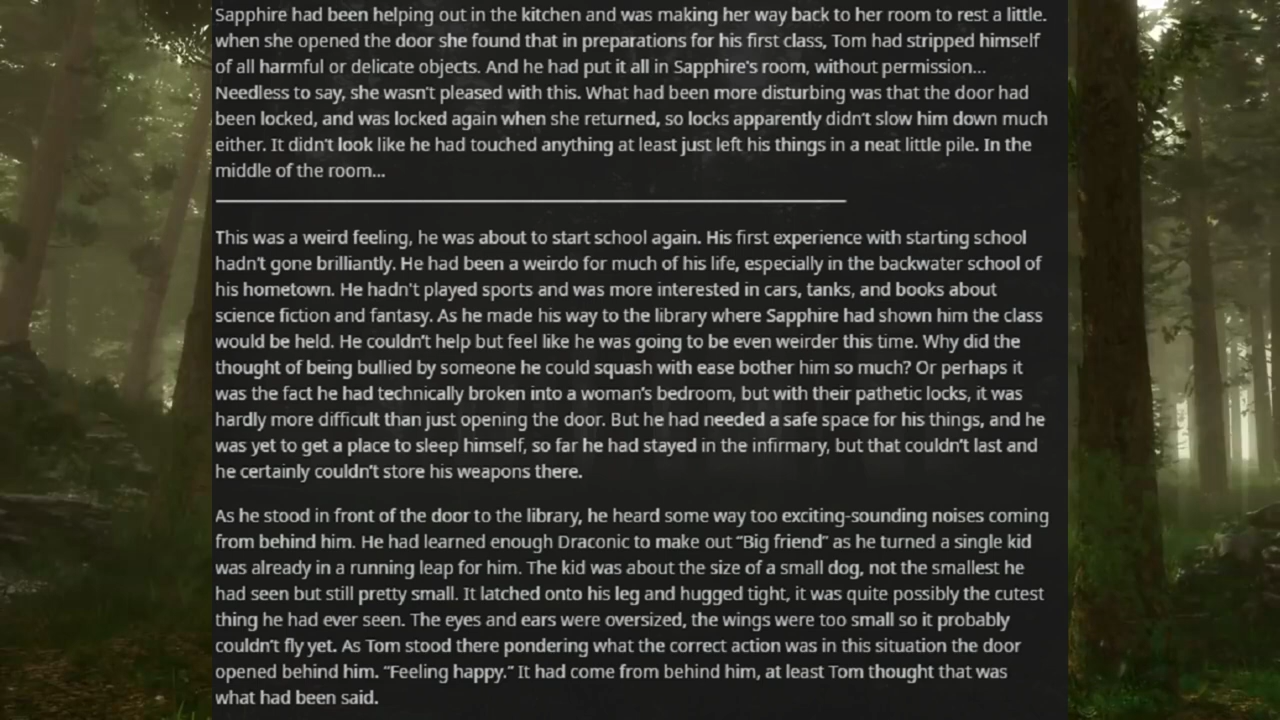 Sapphire had been helping out in the kitchen and was making her way back to her room to rest a little.
when she opened the door she found that in preparations for his first class, Tom had stripped himself
of all harmful or delicate objects. And he had put it all in Sapphire's room, without permission...
Needless to say, she wasn't pleased with this. What had been more disturbing was that the door had
been locked, and was locked again when she returned, so locks apparently didn't slow him down much
either. It didn't look like he had touched anything at least just left his things in a neat little pile. In the
middle of the room...
This was a weird feeling, he was about to start school again. His first experience with starting school
hadn't gone brilliantly. He had been a weirdo for much of his life, especially in the backwater school of
his hometown. He hadn't played sports and was more interested in cars, tanks, and books about
science fiction and fantasy. As he made his way to the library where Sapphire had shown him the class
would be held. He couldn't help but feel like he was going to be even weirder this time. Why did the
thought of being bullied by someone he could squash with ease bother him so much? Or perhaps it
was the fact he had technically broken into a woman's bedroom, but with their pathetic locks, it was
hardly more difficult than just opening the door. But he had needed a safe space for his things, and he
was yet to get a place to sleep himself, so far he had stayed in the infirmary, but that couldn't last and
he certainly couldn't store his weapons there.
As he stood in front of the door to the library, he heard some way too exciting-sounding noises coming
from behind him. He had learned enough Draconic to make out “Big friend” as he turned a single kid
was already in a running leap for him. The kid was about the size of a small dog, not the smallest he
had seen but still pretty small. It latched onto his leg and hugged tight, it was quite possibly the cutest
thing he had ever seen. The eyes and ears were oversized, the wings were too small so it probably
couldn't fly yet. As Tom stood there pondering what the correct action was in this situation the door
opened behind him. “Feeling happy.” It had come from behind him, at least Tom thought that was
what had been said.